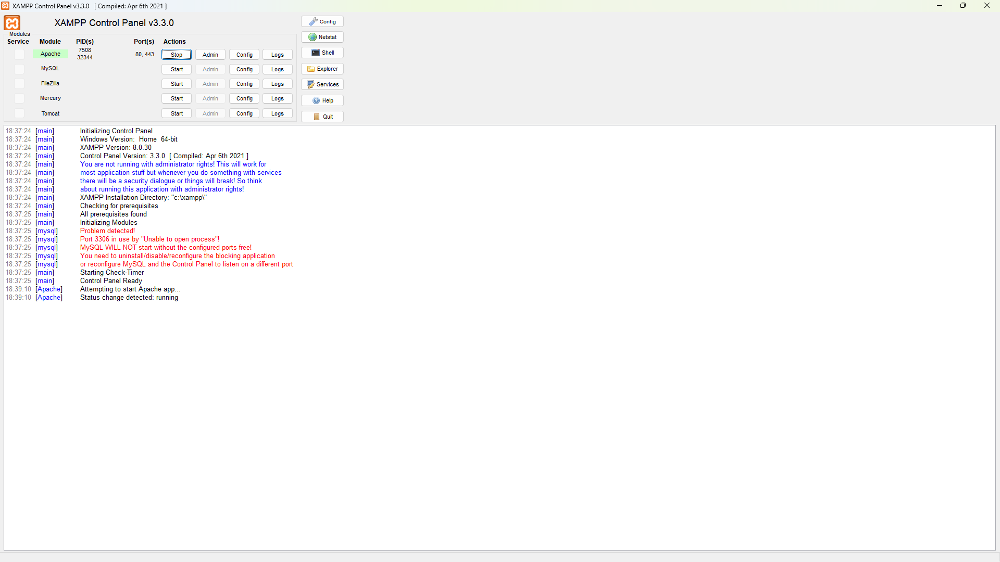 XAMPP Control Panel v3.3.0 [ Compiled: Apr 6th 2021 ]
XAMPP Control Panel v3.3.0
Config
Netstat
Shell
Explorer
Services
Help
Quit
Modules
Service Module PID(s) Port(s) Actions
Apache 7508 32344 80, 443 Stop Admin Config Logs
MySQL Start Admin Config Logs
FileZilla Start Admin Config Logs
Mercury Start Admin Config Logs
Tomcat Start Admin Config Logs
18:37:24 [main] Initializing Control Panel
18:37:24 [main] Windows Version: Home 64-bit
18:37:24 [main] XAMPP Version: 8.0.30
18:37:24 [main] Control Panel Version: 3.3.0 [ Compiled: Apr 6th 2021 ]
18:37:24 [main] You are not running with administrator rights! This will work for
18:37:24 [main] most application stuff but whenever you do something with services
18:37:24 [main] there will be a security dialogue or things will break! So think
18:37:24 [main] about running this application with administrator rights!
18:37:24 [main] XAMPP Installation Directory: "c:\xampp\"
18:37:24 [main] Checking for prerequisites
18:37:25 [main] All prerequisites found
18:37:25 [main] Initializing Modules
18:37:25 [mysql] Problem detected!
18:37:25 [mysql] Port 3306 in use by "Unable to open process"!
18:37:25 [mysql] MySQL WILL NOT start without the configured ports free!
18:37:25 [mysql] You need to uninstall/disable/reconfigure the blocking application
18:37:25 [mysql] or reconfigure MySQL and the Control Panel to listen on a different port
18:37:25 [main] Starting Check-Timer
18:37:25 [main] Control Panel Ready
18:39:10 [Apache] Attempting to start Apache app...
18:39:10 [Apache] Status change detected: running